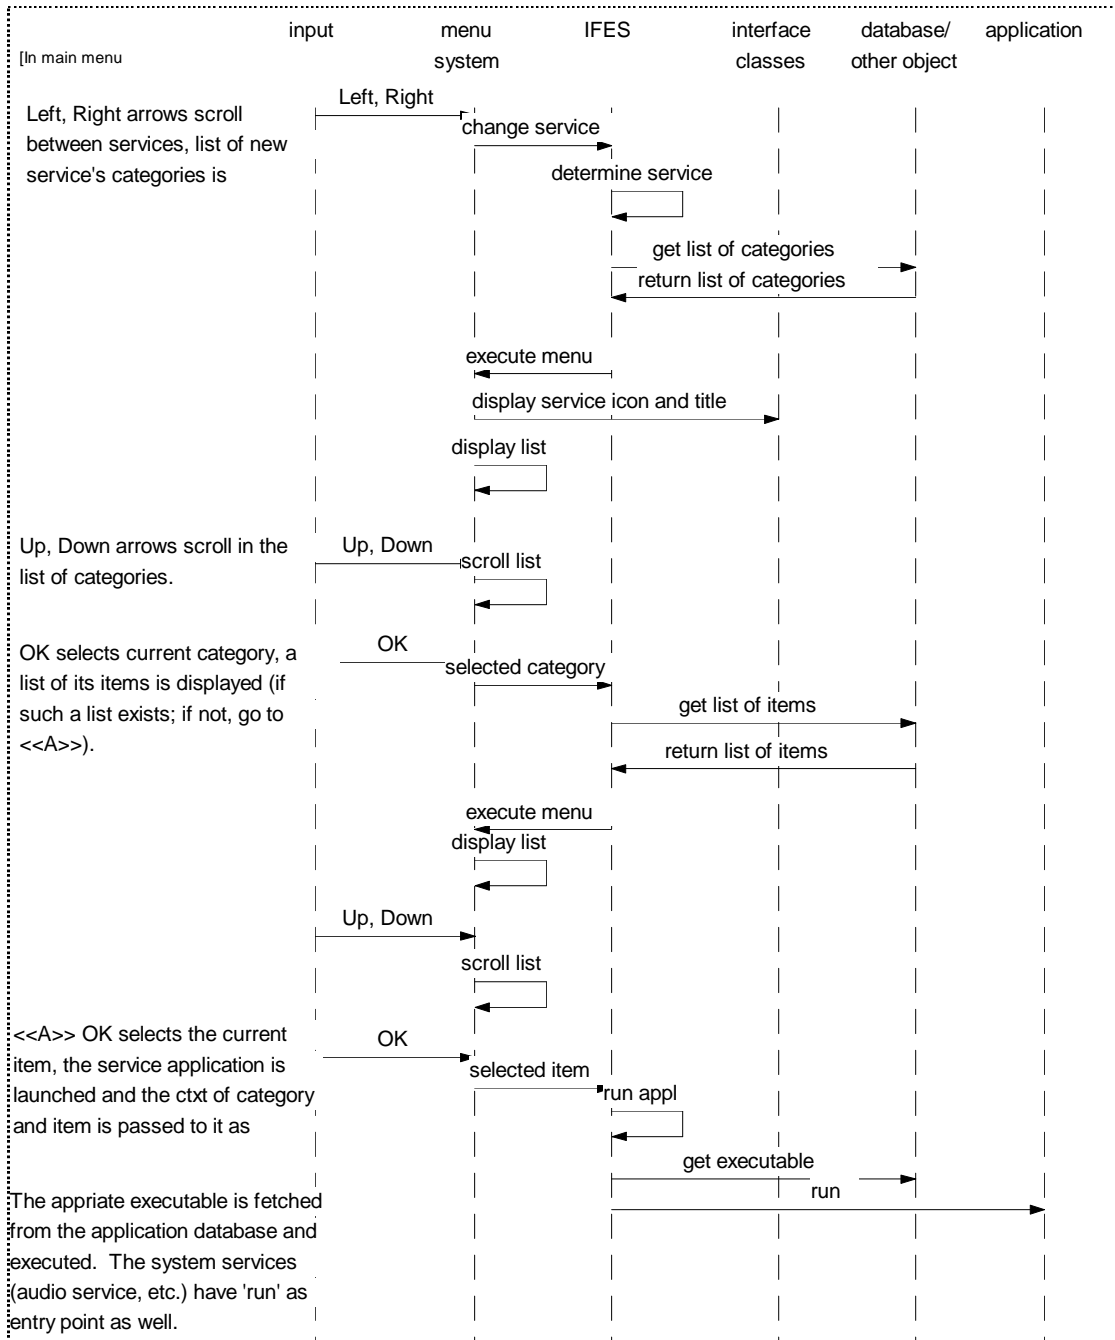 input menu IFES interface database/ application
[In main menu system classes other object
Left, Right
Left, Right arrows scroll
between services, list of new
service's categories is
change service
determine service
get list of categories
return list of categories
execute menu
display service icon and title
display list
Up, Down arrows scroll in the
list of categories.
Up, Down
scroll list
OK selects current category, a
list of its items is displayed (if
such a list exists; if not, go to
<<A>>).
OK
selected category
get list of items
return list of items
execute menu
display list
Up, Down
scroll list
<<A>> OK selects the current
item, the service application is
launched and the ctxt of category
and item is passed to it as
OK
selected item
run appl
get executable
run
The appriate executable is fetched
from the application database and
executed. The system services
(audio service, etc.) have 'run' as
entry point as well.